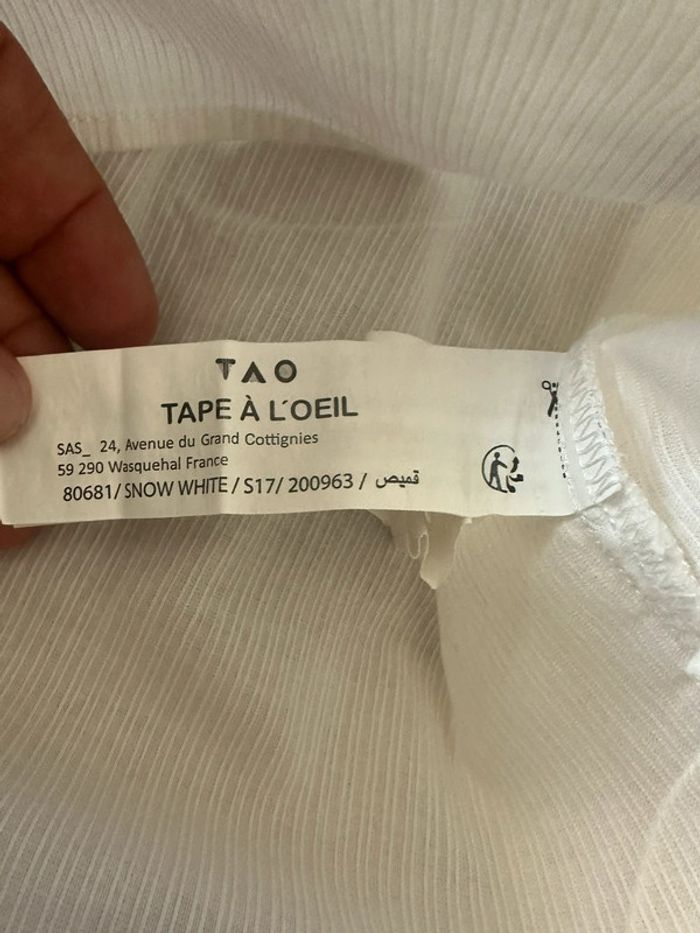 TAO
TAPE À L'OEIL
SAS_ 24, Avenue du Grand Cottignies
59 290 Wasquehal France
80681/ SNOW WHITE / S17/ 200963 / قميص